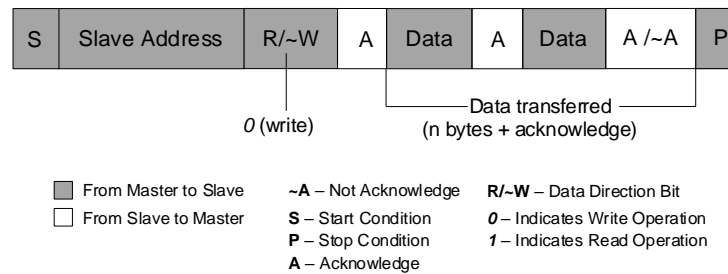 S Slave Address R/~W A Data A Data A /~A P
0 (write)
Data transferred
(n bytes + acknowledge)
From Master to Slave
From Slave to Master
~A – Not Acknowledge
S – Start Condition
P – Stop Condition
A – Acknowledge
R/~W – Data Direction Bit
0 – Indicates Write Operation
1 – Indicates Read Operation